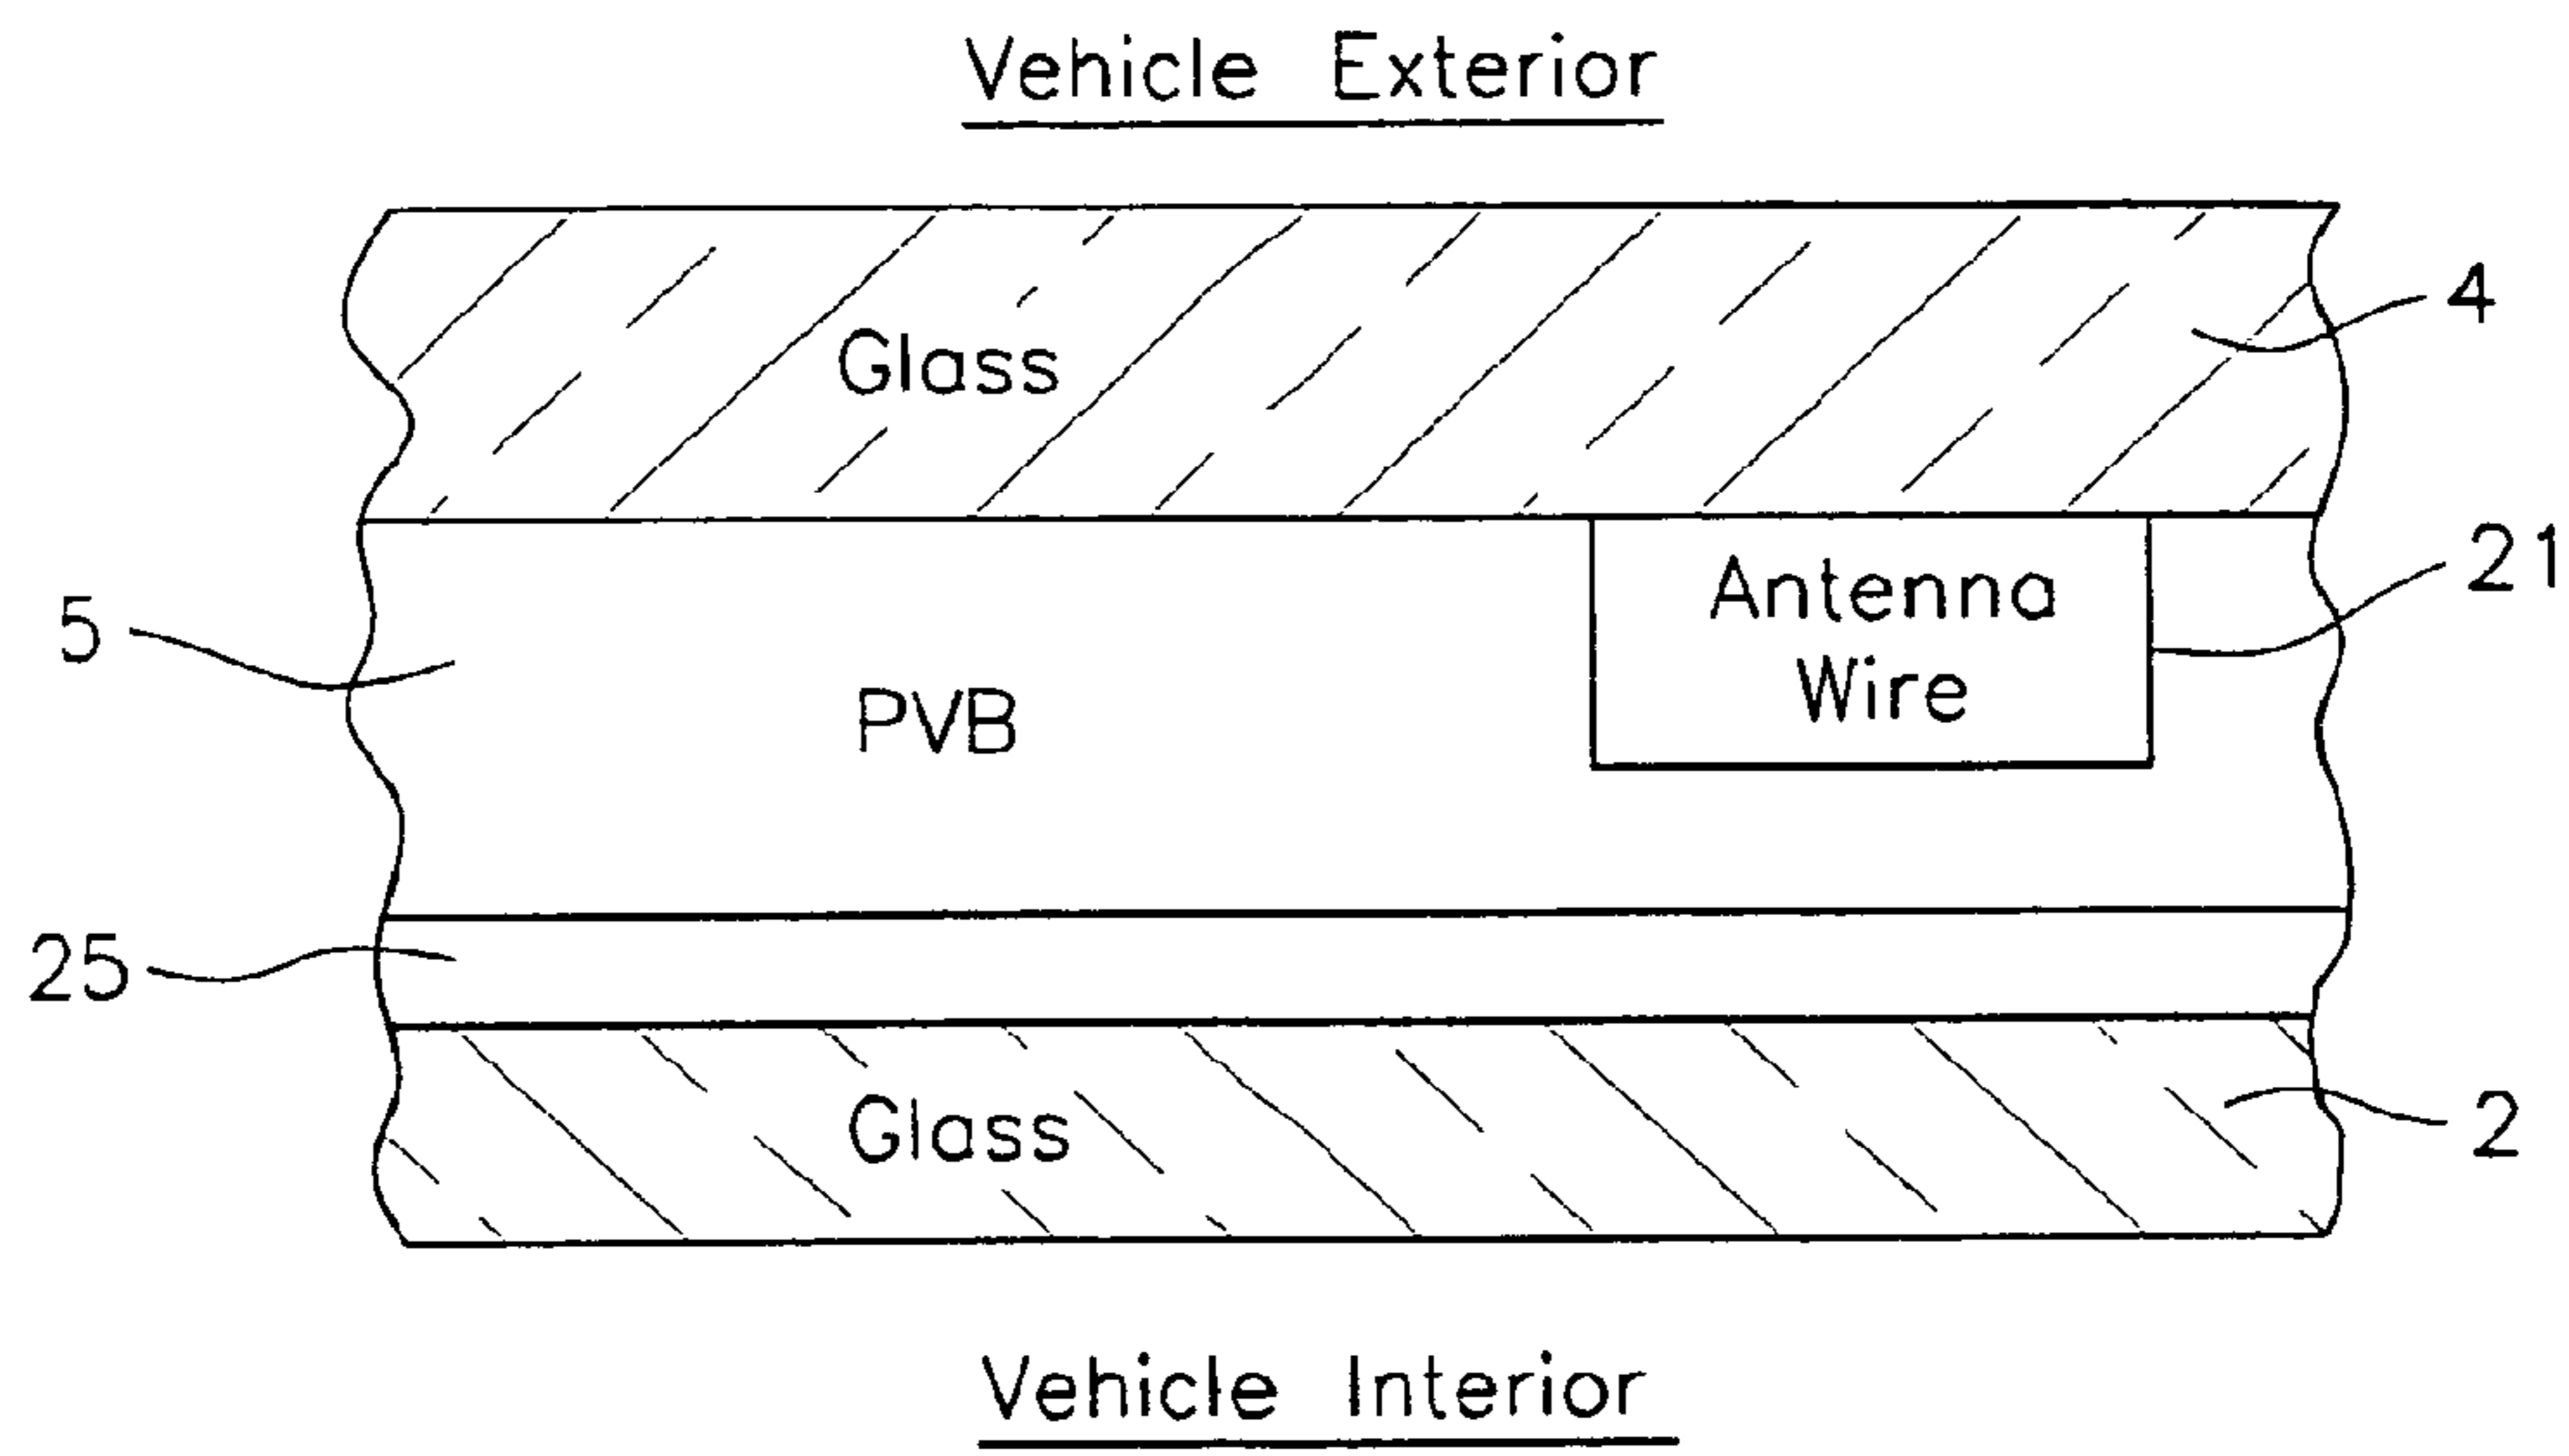 Vehicle Exterior
4
Glass
21
Antenna
Wire
5
PVB
25
Glass
2
Vehicle Interior